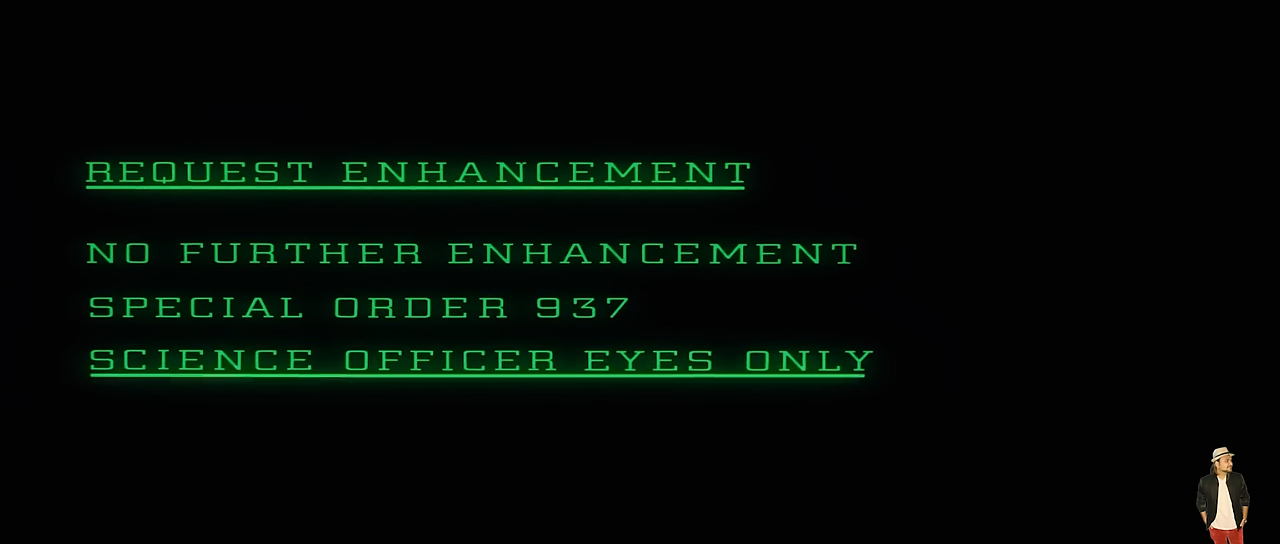 REQUEST ENHANCEMENT
NO FURTHER ENHANCEMENT
SPECIAL ORDER 937
SCIENCE OFFICER EYES ONLY